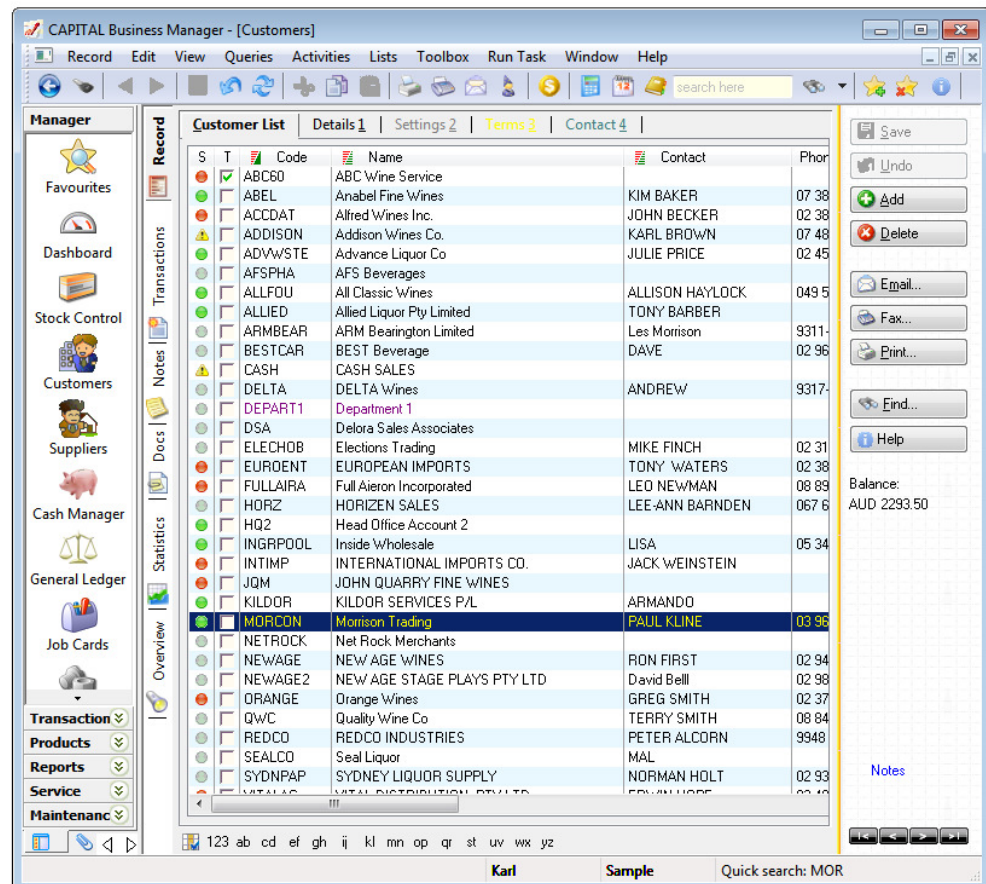 CAPITAL Business Manager - [Customers]
Record Edit View Queries Activities Lists Toolbox Run Task Window Help
search here
Manager
Favourites
Dashboard
Stock Control
Customers
Suppliers
Cash Manager
General Ledger
Job Cards
Transaction
Products
Reports
Service
Maintenanc
Record
Transactions
Notes
Docs
Statistics
Overview
Customer List Details 1 Settings 2 Terms 3 Contact 4
S T Code Name Contact Phor
ABC60 ABC Wine Service
ABEL Anabel Fine Wines KIM BAKER 07 38
ACCDAT Alfred Wines Inc. JOHN BECKER 02 38
ADDISON Addison Wines Co. KARL BROWN 07 48
ADVWSTE Advance Liquor Co JULIE PRICE 02 45
AFSPHA AFS Beverages
ALLFOU All Classic Wines ALLISON HAYLOCK 049 5
ALLIED Allied Liquor Pty Limited TONY BARBER
ARMBEAR ARM Bearington Limited Les Morrison 9311-
BESTCAR BEST Beverage DAVE 02 96
CASH CASH SALES
DELTA DELTA Wines ANDREW 9317-
DEPART1 Department 1
DSA Delora Sales Associates
ELECHOB Elections Trading MIKE FINCH 02 31
EUROENT EUROPEAN IMPORTS TONY WATERS 02 38
FULLAIRA Full Aieron Incorporated LEO NEWMAN 08 89
HORZ HORIZEN SALES LEE-ANN BARNDEN 067 6
HQ2 Head Office Account 2
INGRPOOL Inside Wholesale LISA 05 34
INTIMP INTERNATIONAL IMPORTS CO. JACK WEINSTEIN
JQM JOHN QUARRY FINE WINES
KILDOR KILDOR SERVICES P/L ARMANDO
MORCON Morrison Trading PAUL KLINE 03 96
NETROCK Net Rock Merchants
NEWAGE NEW AGE WINES RON FIRST 02 94
NEWAGE2 NEW AGE STAGE PLAYS PTY LTD David Belll 02 98
ORANGE Orange Wines GREG SMITH 02 37
QWC Quality Wine Co TERRY SMITH 08 84
REDCO REDCO INDUSTRIES PETER ALCORN 9948
SEALCO Seal Liquor MAL
SYDNPAP SYDNEY LIQUOR SUPPLY NORMAN HOLT 02 93
123 ab cd ef gh ij kl mn op qr st uv wx yz
Save
Undo
Add
Delete
Email...
Fax...
Print...
Find...
Help
Balance:
AUD 2293.50
Notes
Karl Sample Quick search: MOR